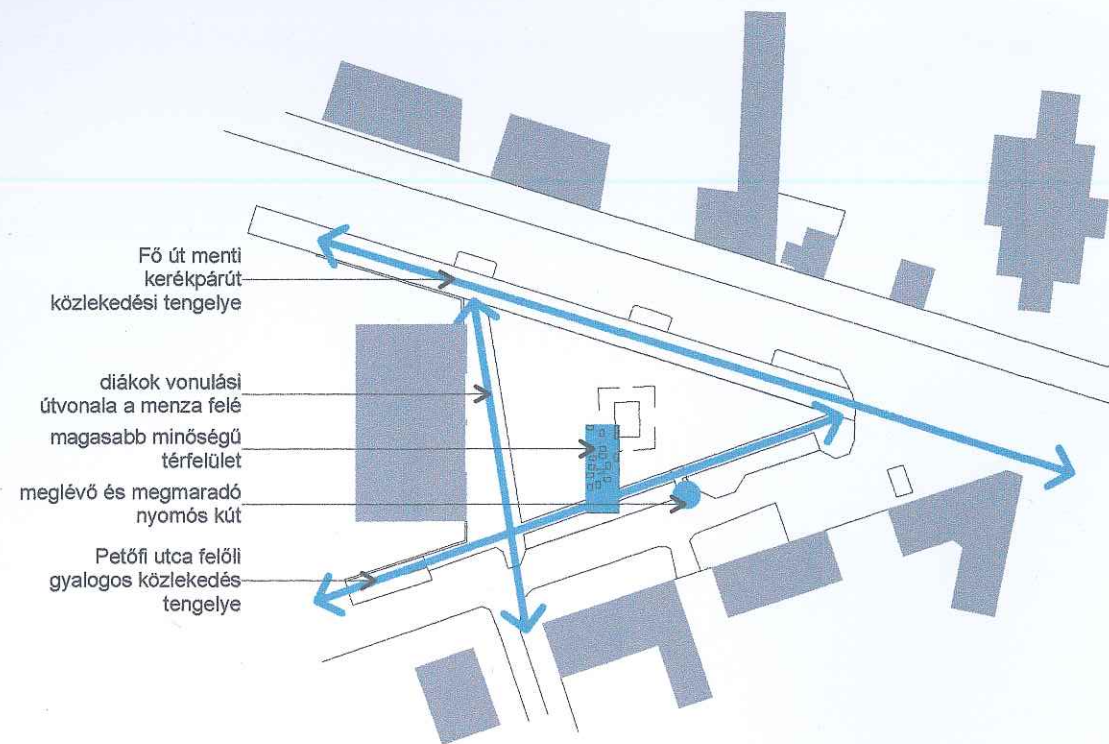 Fő út menti
kerékpárút
közlekedési tengelye
diákok vonulási
útvonala a menza felé
magasabb minőségű
térfelület
meglévő és megmaradó
nyomós kút
Petőfi utca felőli
gyalogos közlekedés
tengelye